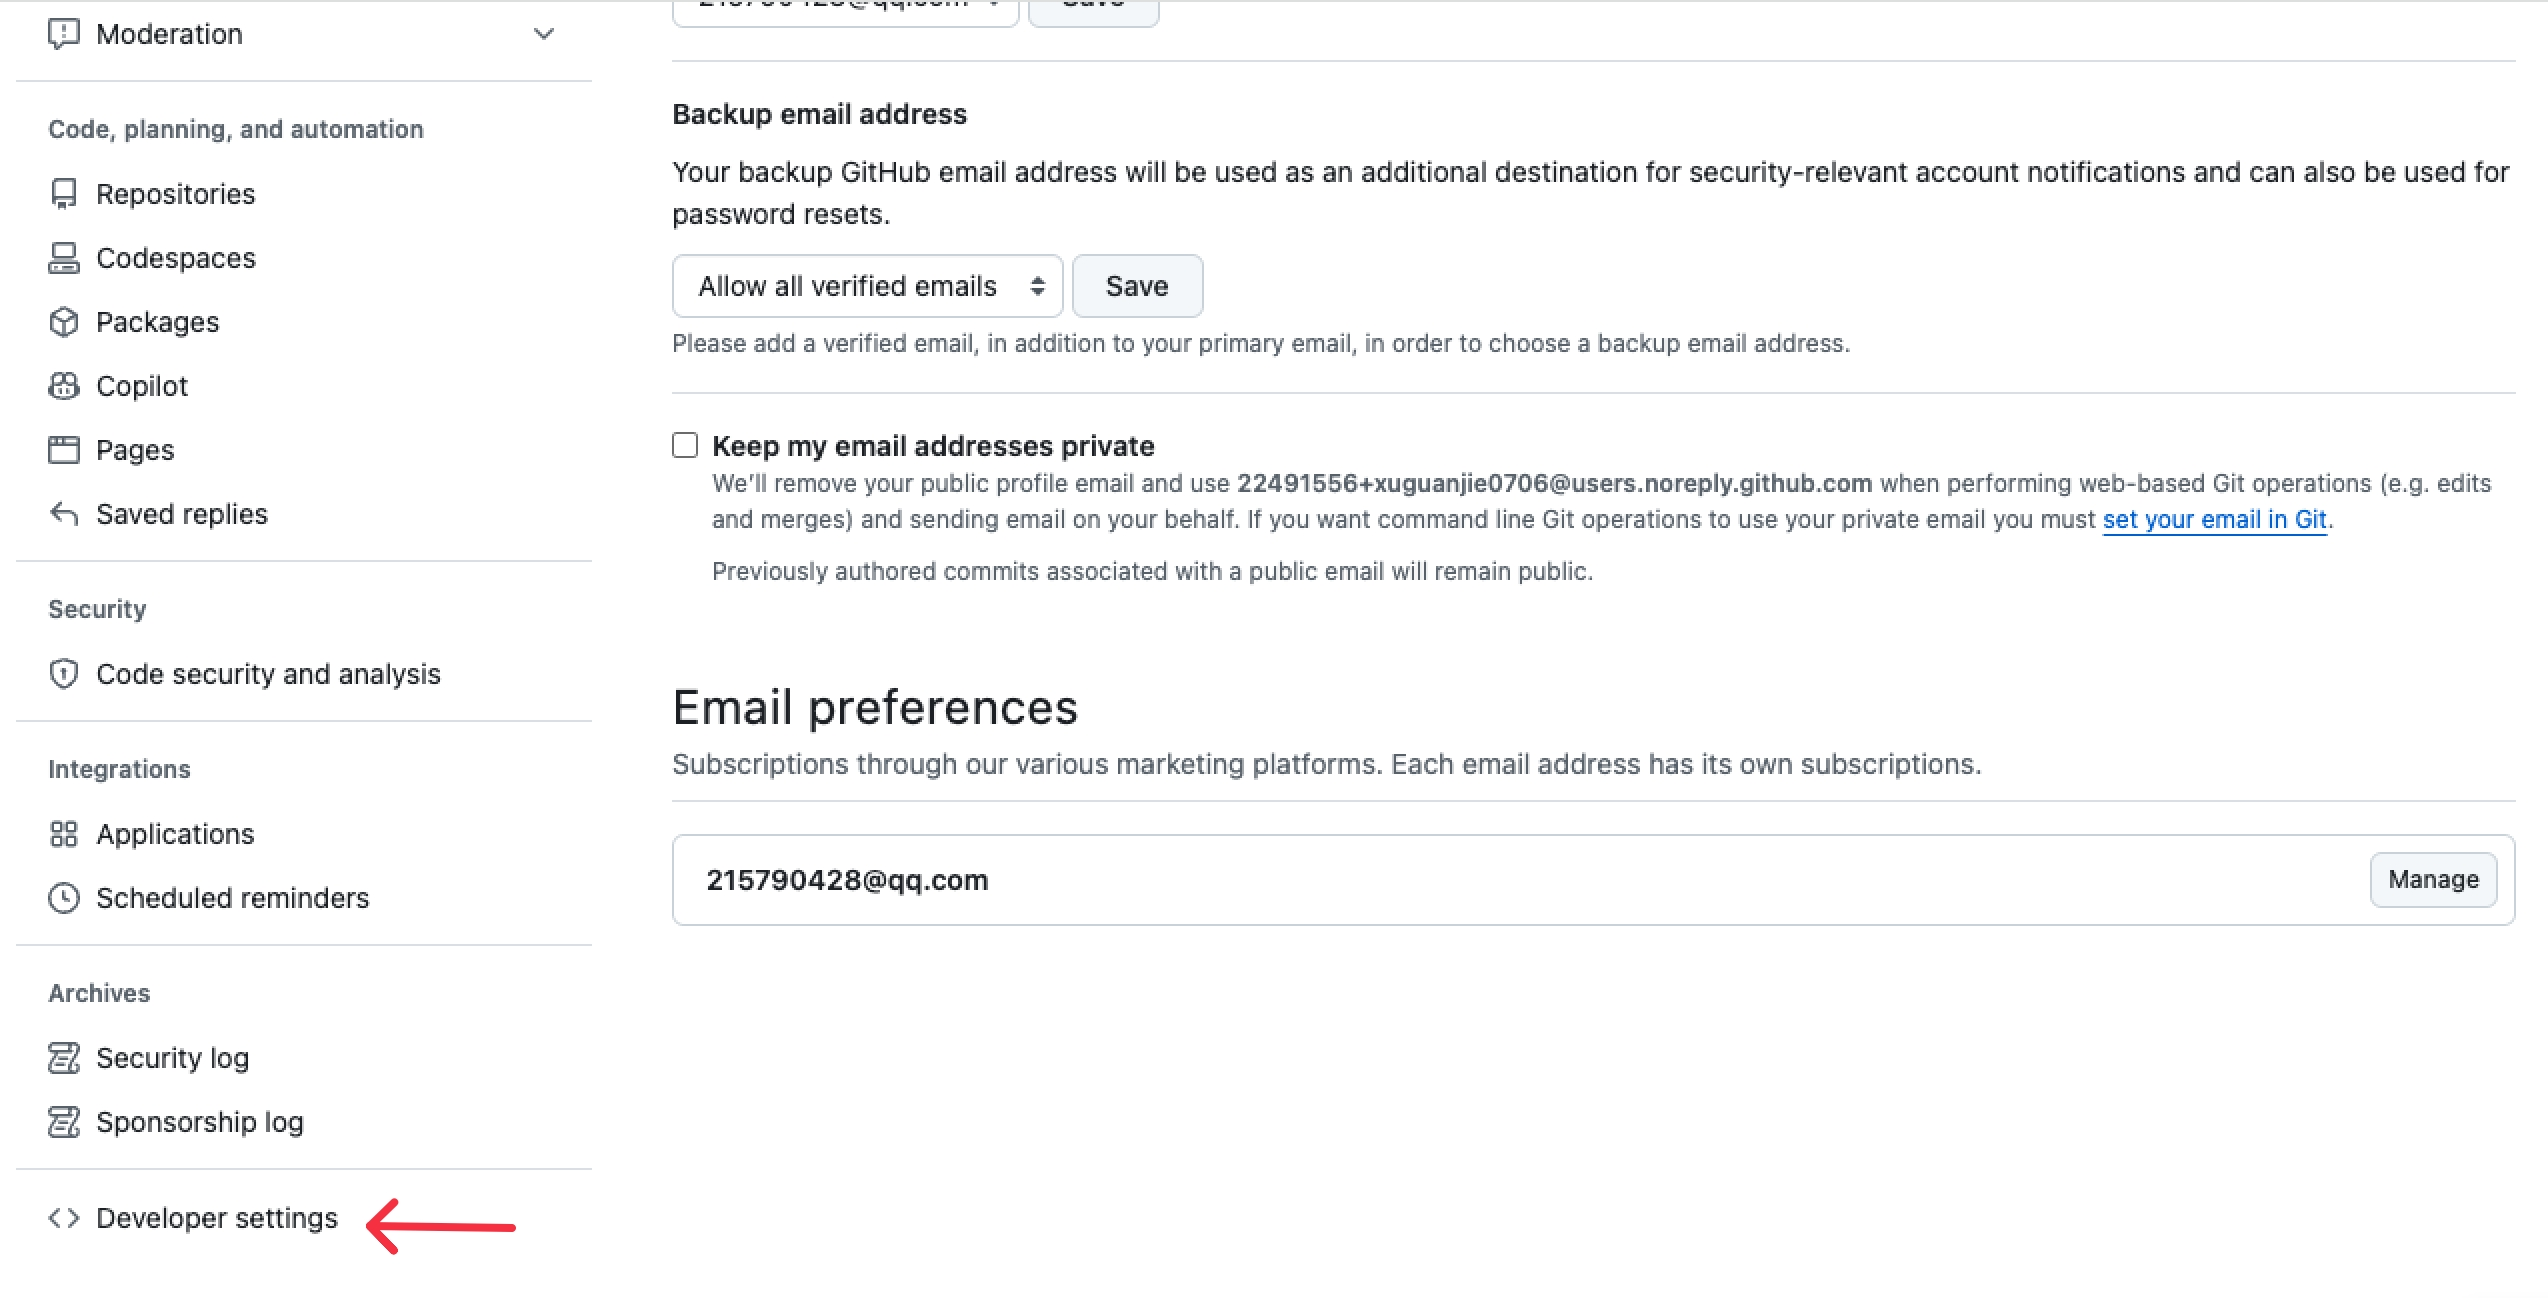 Moderation
Code, planning, and automation
Repositories
Codespaces
Packages
Copilot
Pages
Saved replies
Security
Code security and analysis
Integrations
Applications
Scheduled reminders
Archives
Security log
Sponsorship log
Developer settings
215790428@qq.com
Save
Backup email address
Your backup GitHub email address will be used as an additional destination for security-relevant account notifications and can also be used for
password resets.
Allow all verified emails
Save
Please add a verified email, in addition to your primary email, in order to choose a backup email address.
Keep my email addresses private
We'll remove your public profile email and use 22491556+xuguanjie0706@users.noreply.github.com when performing web-based Git operations (e.g. edits
and merges) and sending email on your behalf. If you want command line Git operations to use your private email you must set your email in Git.
Previously authored commits associated with a public email will remain public.
Email preferences
Subscriptions through our various marketing platforms. Each email address has its own subscriptions.
215790428@qq.com
Manage